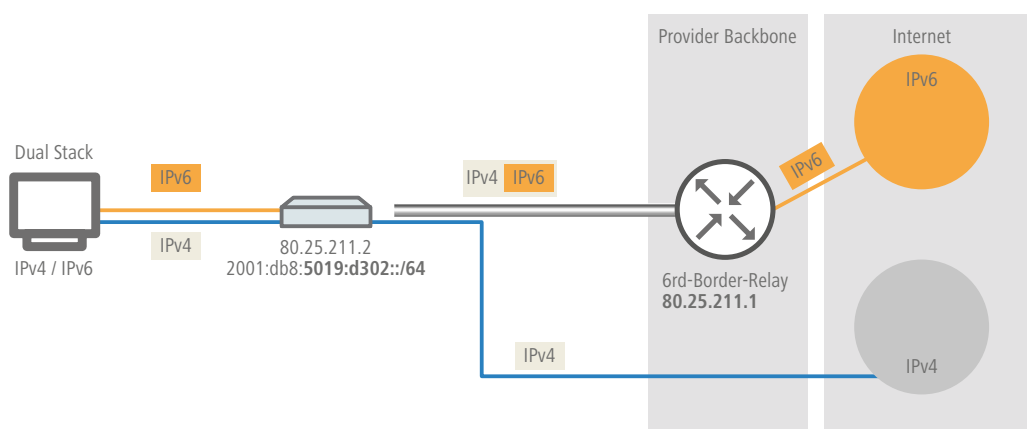 Provider Backbone
Internet
IPv6
Dual Stack
IPv6
IPv4 IPv6
IPv6
IPv4
80.25.211.2
2001:db8:5019:d302::/64
IPv4 / IPv6
6rd-Border-Relay
80.25.211.1
IPv4
IPv4